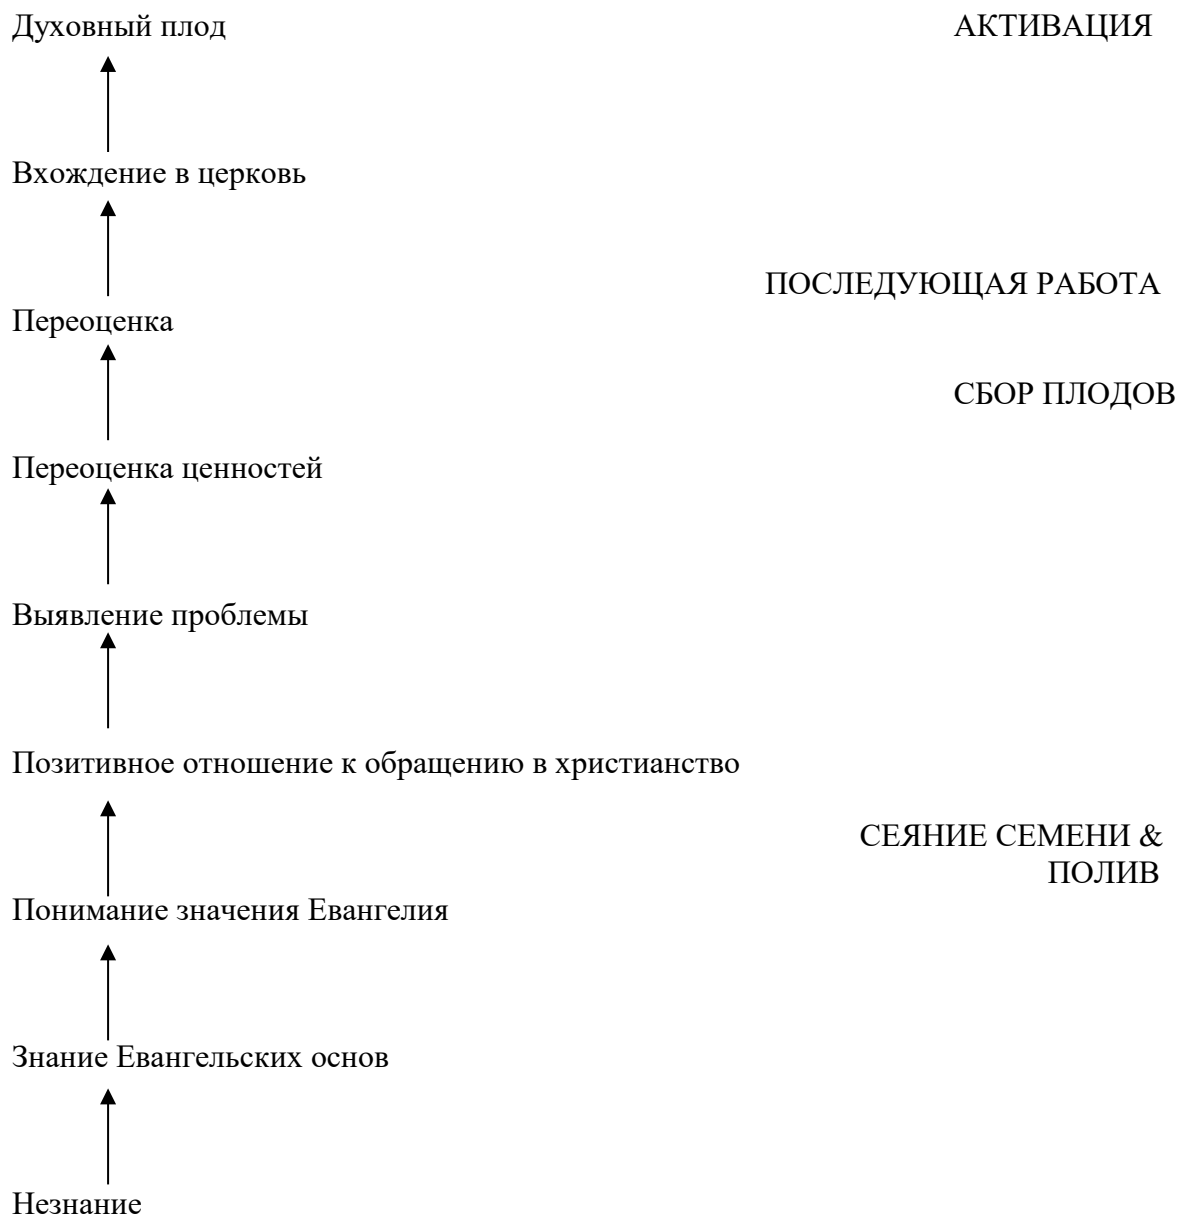 Духовный плод
АКТИВАЦИЯ
Вхождение в церковь
ПОСЛЕДУЮЩАЯ РАБОТА
Переоценка
СБОР ПЛОДОВ
Переоценка ценностей
Выявление проблемы
Позитивное отношение к обращению в христианство
СЕЯНИЕ СЕМЕНИ &
ПОЛИВ
Понимание значения Евангелия
Знание Евангельских основ
Незнание